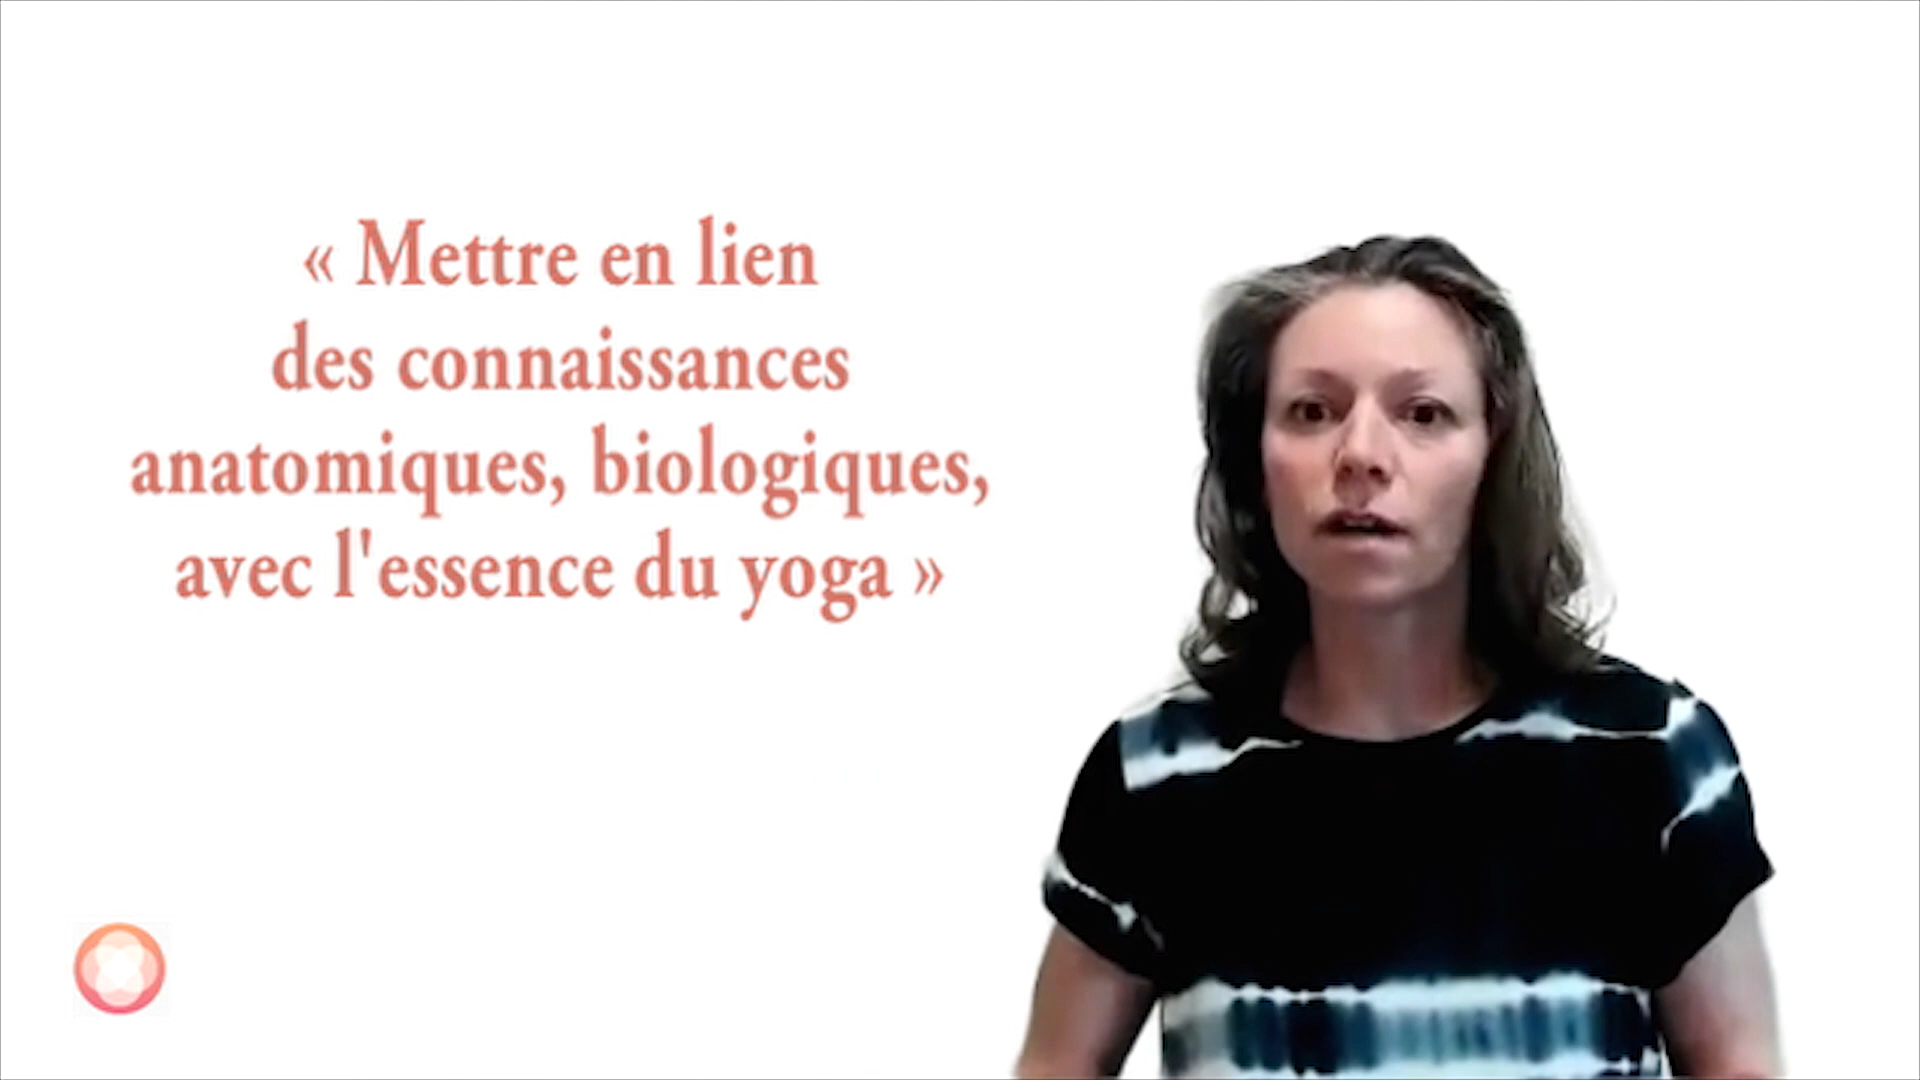 « Mettre en lien
des connaissances
anatomiques, biologiques,
avec l'essence du yoga »